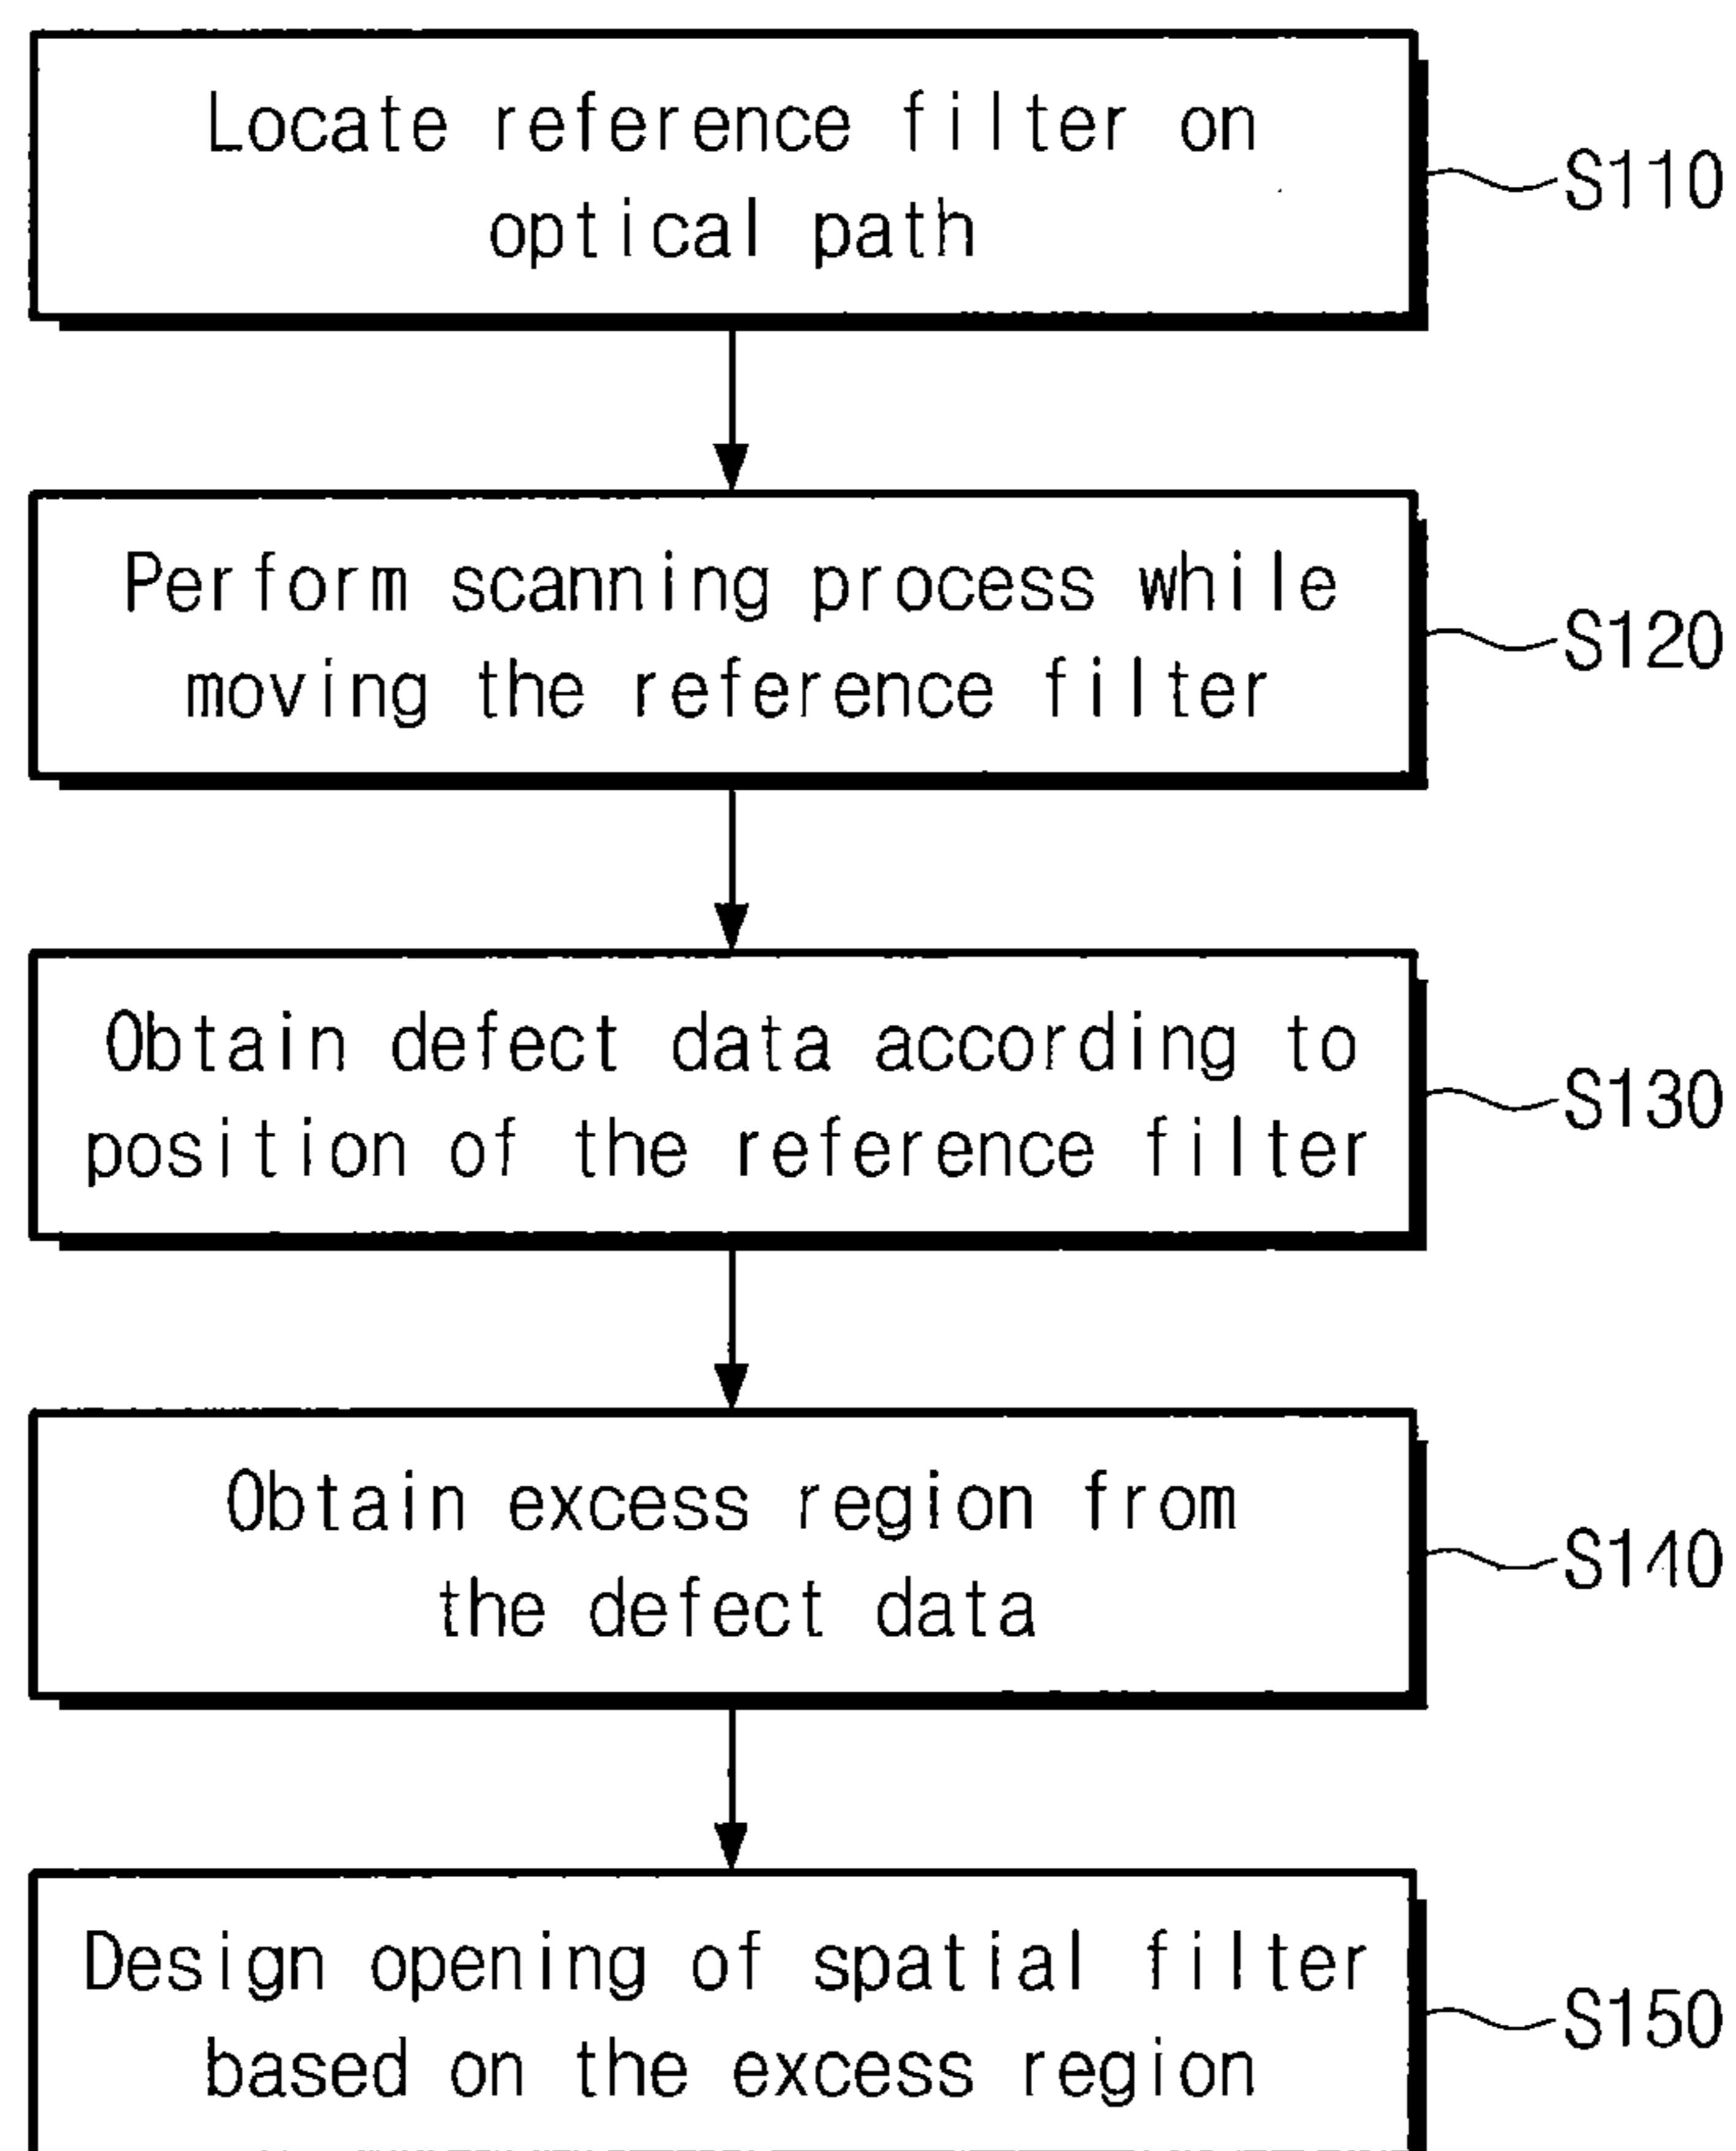 Locate reference filter on
optical path
S110
Perform scanning process while
moving the reference filter
S120
Obtain defect data according to
position of the reference filter
S130
Obtain excess region from
the defect data
S140
Design opening of spatial filter
based on the excess region
S150